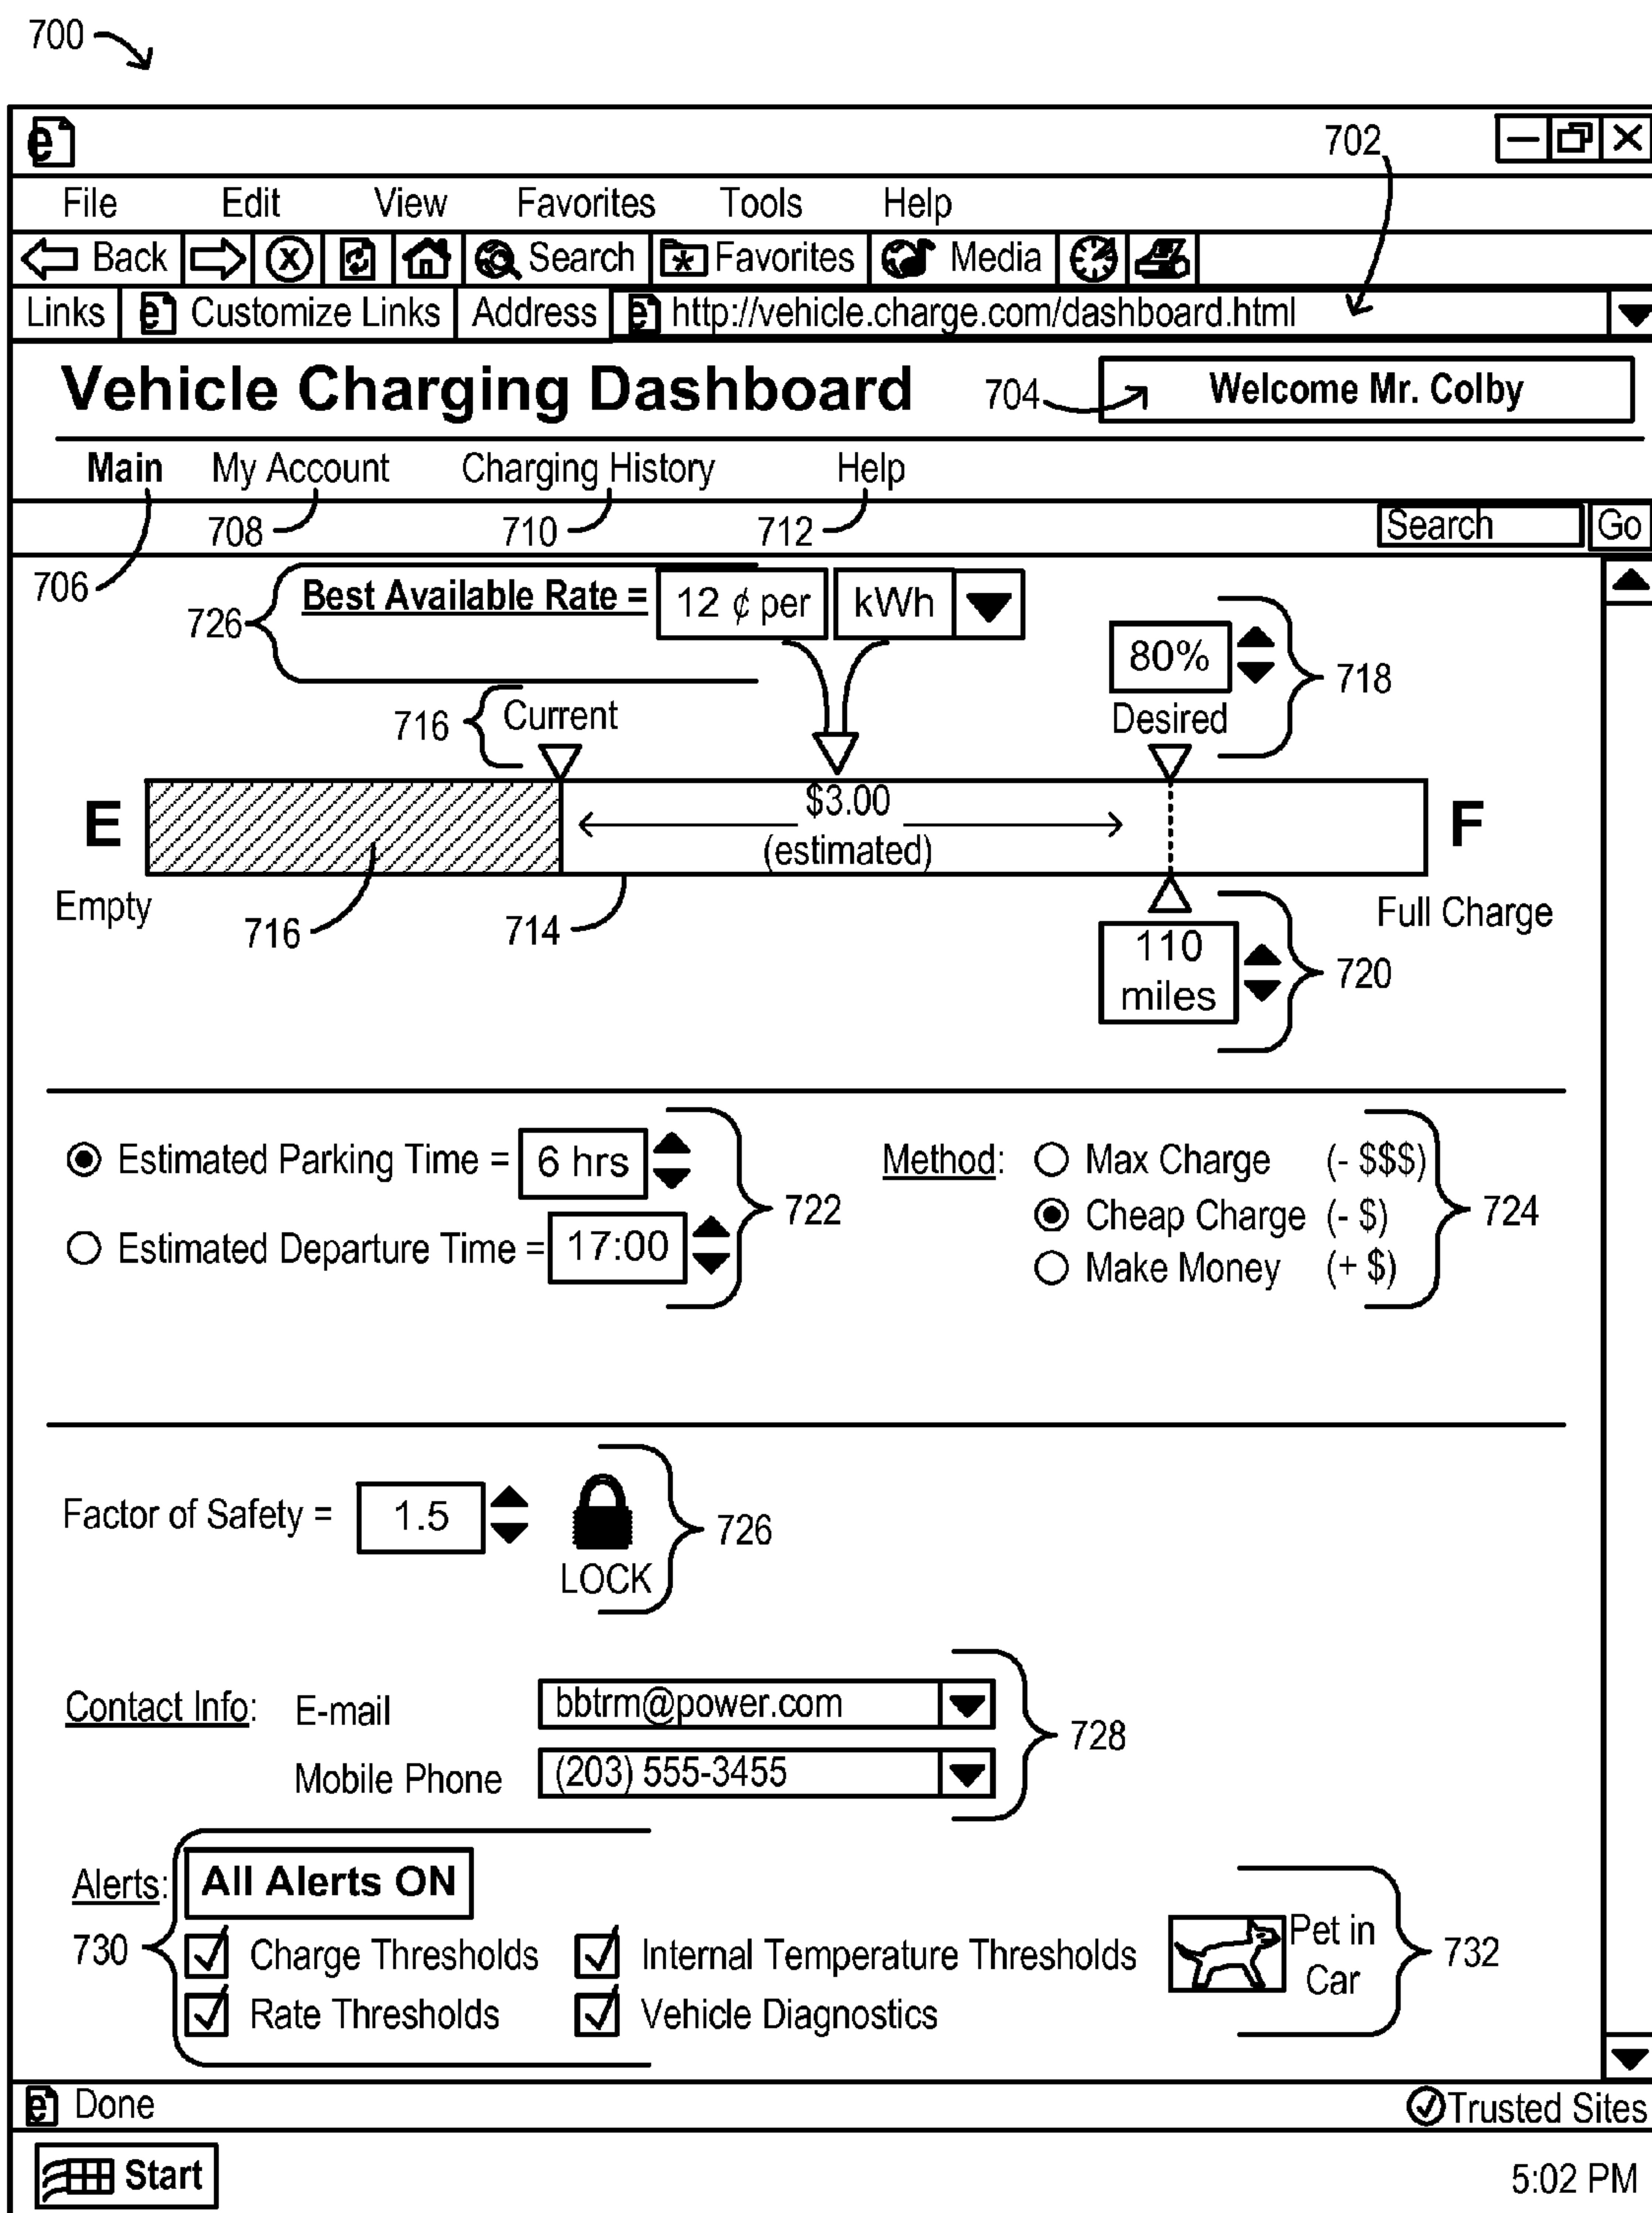 700
702
File Edit View Favorites Tools Help
Back Search Favorites Media
Links Customize Links Address http://vehicle.charge.com/dashboard.html
Vehicle Charging Dashboard 704 Welcome Mr. Colby
Main My Account Charging History Help
708 710 712 Search Go
706
726 Best Available Rate = 12 ¢ per kWh
80% 718
716 Current Desired
E $3.00 F
(estimated)
Empty 716 714 Full Charge
110
miles 720
Estimated Parking Time = 6 hrs Method: Max Charge (- $$$)
722 Cheap Charge (- $) 724
Estimated Departure Time = 17:00 Make Money (+ $)
Factor of Safety = 1.5 726
LOCK
Contact Info: E-mail bbtrm@power.com
728
Mobile Phone (203) 555-3455
Alerts: All Alerts ON
730 Charge Thresholds Internal Temperature Thresholds Pet in
Car 732
Rate Thresholds Vehicle Diagnostics
Done Trusted Sites
Start 5:02 PM